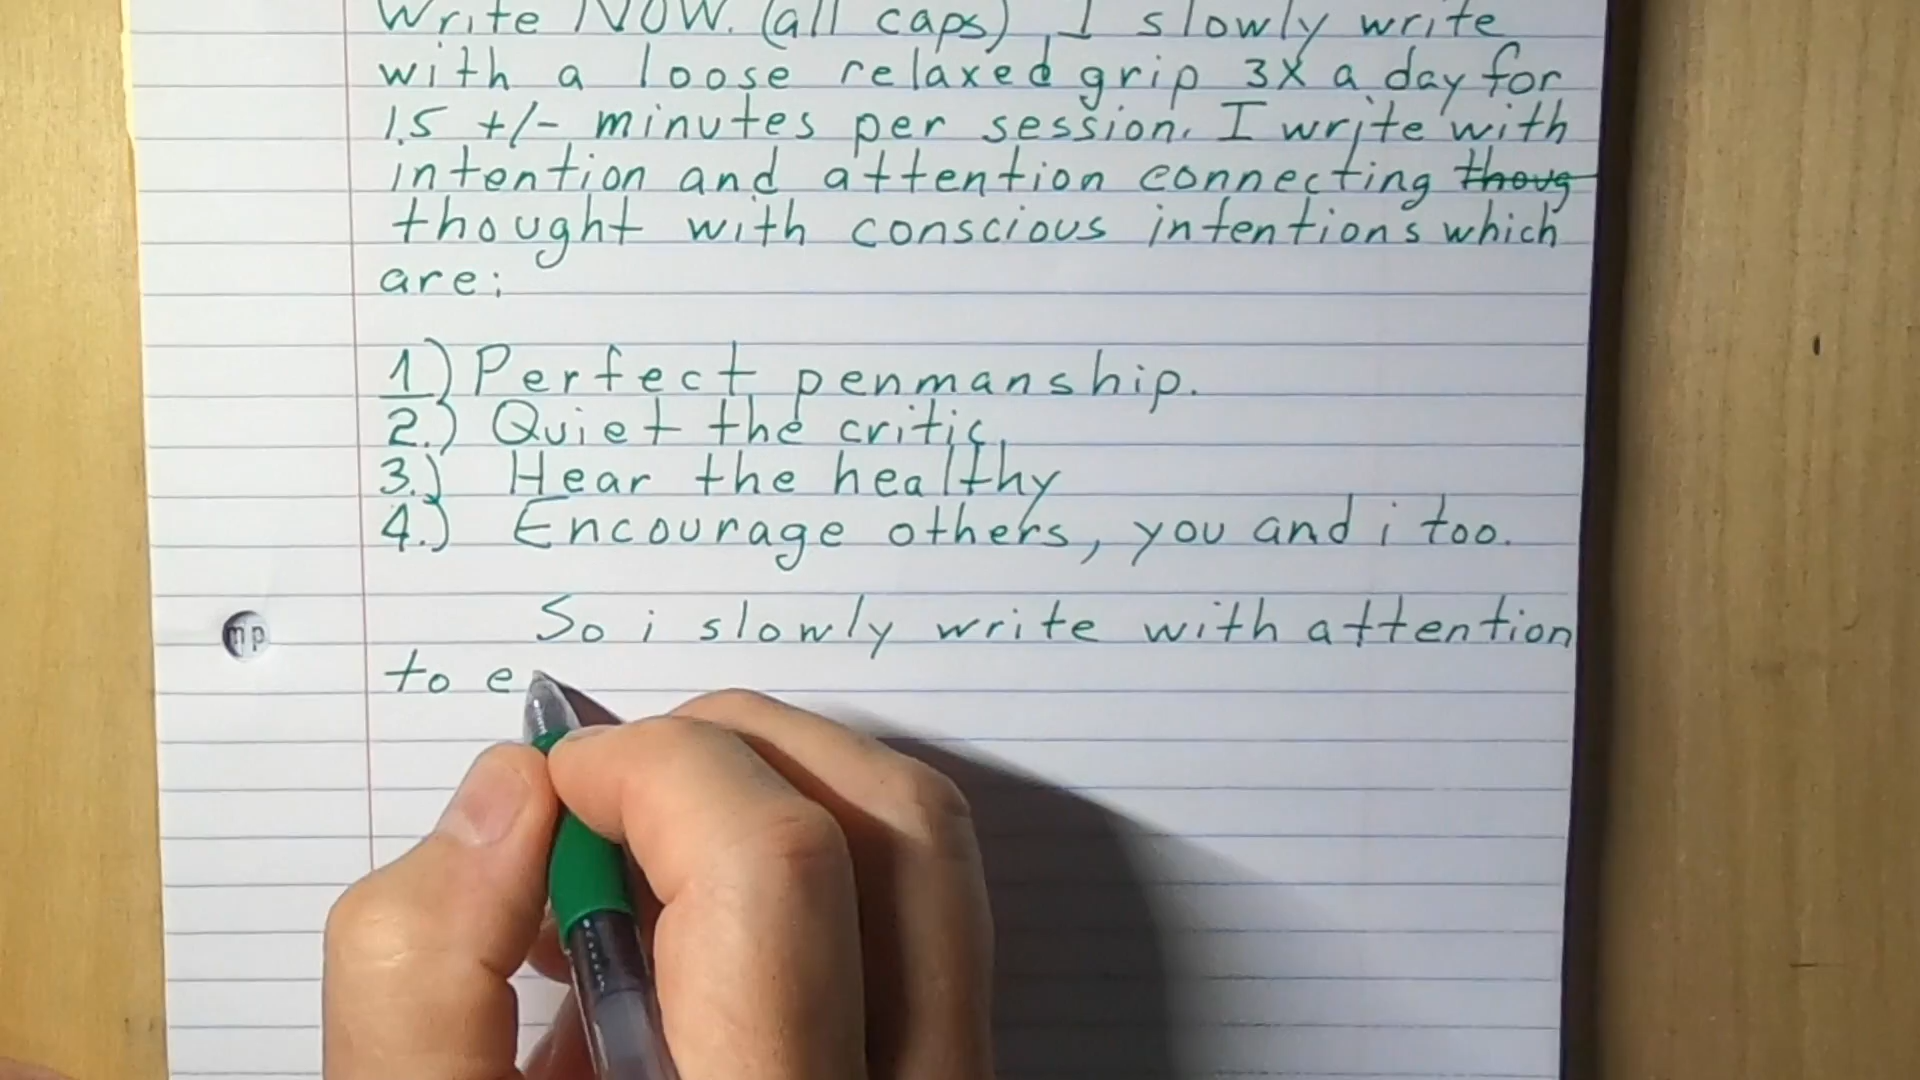 Write NOW. (all caps) I slowly write
with a loose relaxed grip 3X a day for
15 +/- minutes per session. I write with
intention and attention connecting thoug
thought with conscious intentions which
are:
1) Perfect penmanship.
2.) Quiet the critic.
3.) Hear the healthy
4.) Encourage others, you and i too.
So i slowly write with attention
to e
mp